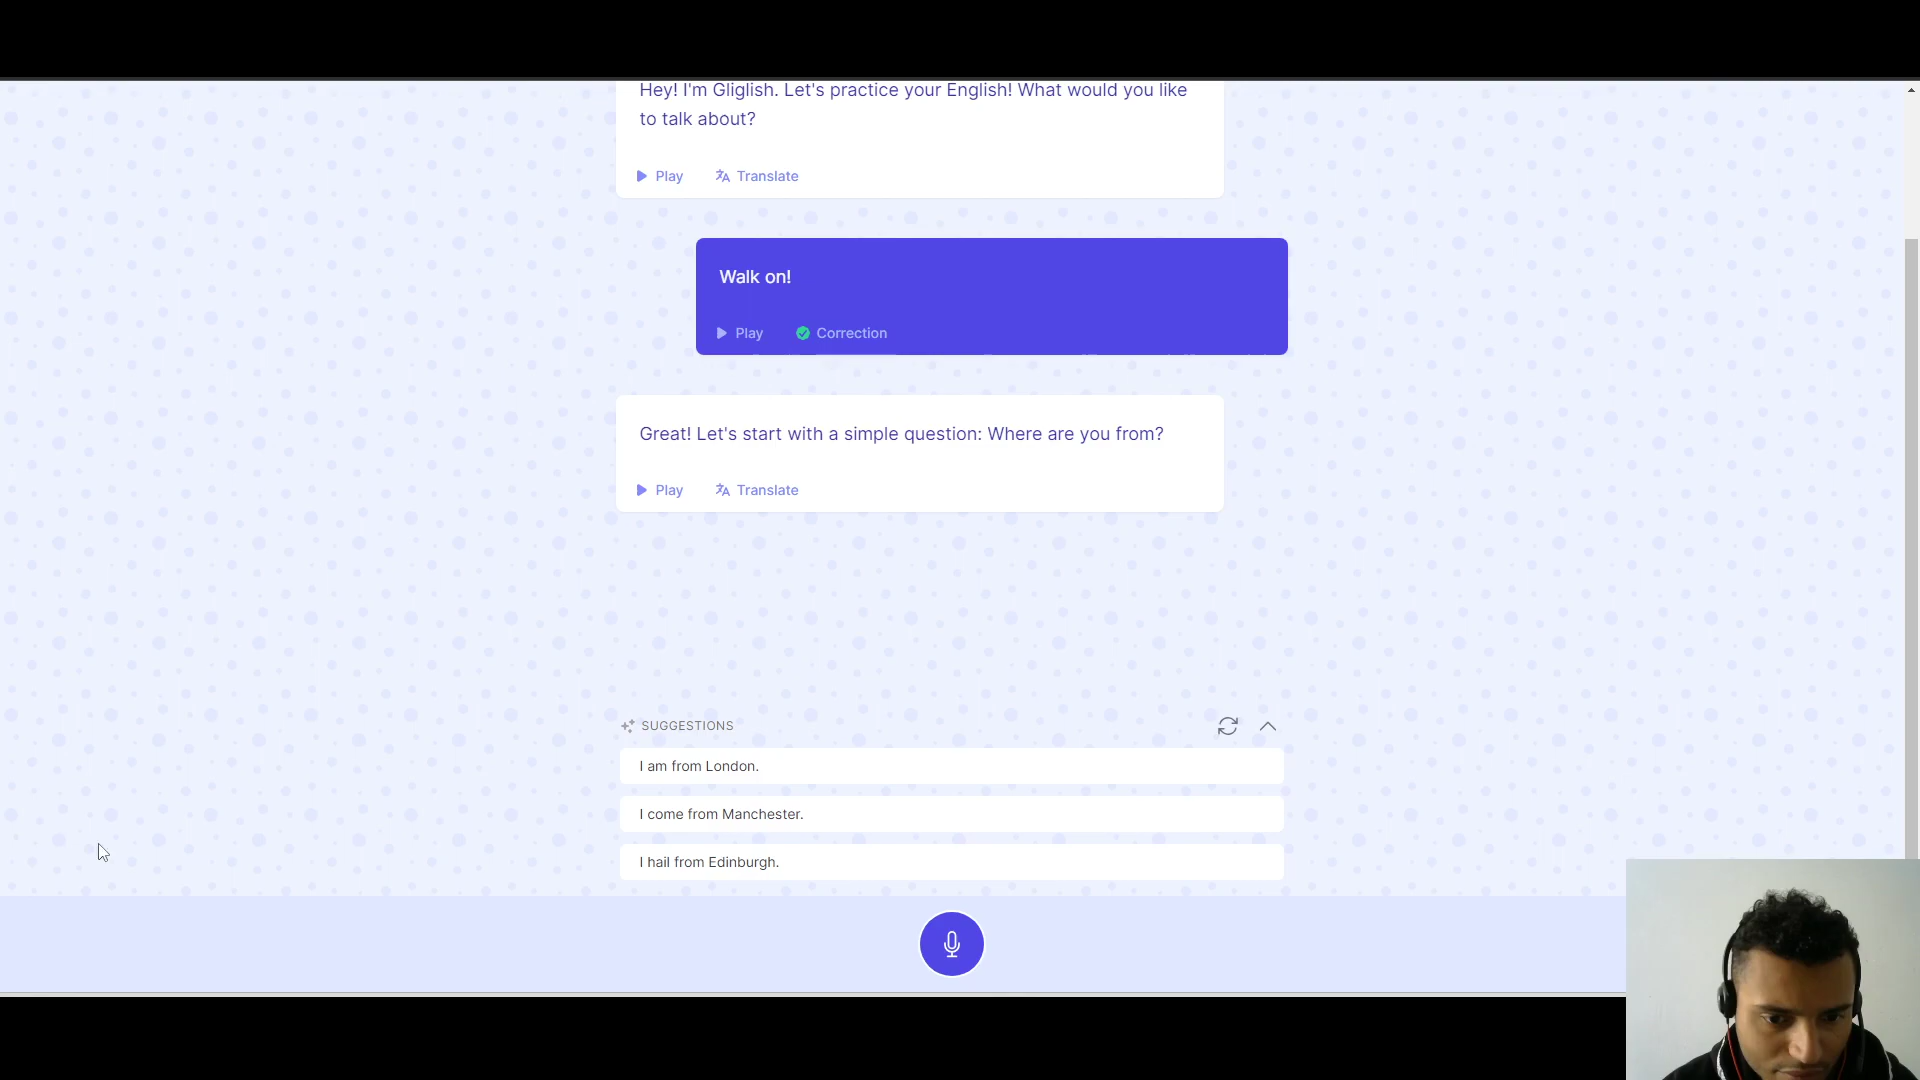 Hey! I'm Gliglish. Let's practice your English! What would you like
to talk about?
Play Translate
Walk on!
Play Correction
Great! Let's start with a simple question: Where are you from?
Play Translate
SUGGESTIONS
I am from London.
I come from Manchester.
I hail from Edinburgh.